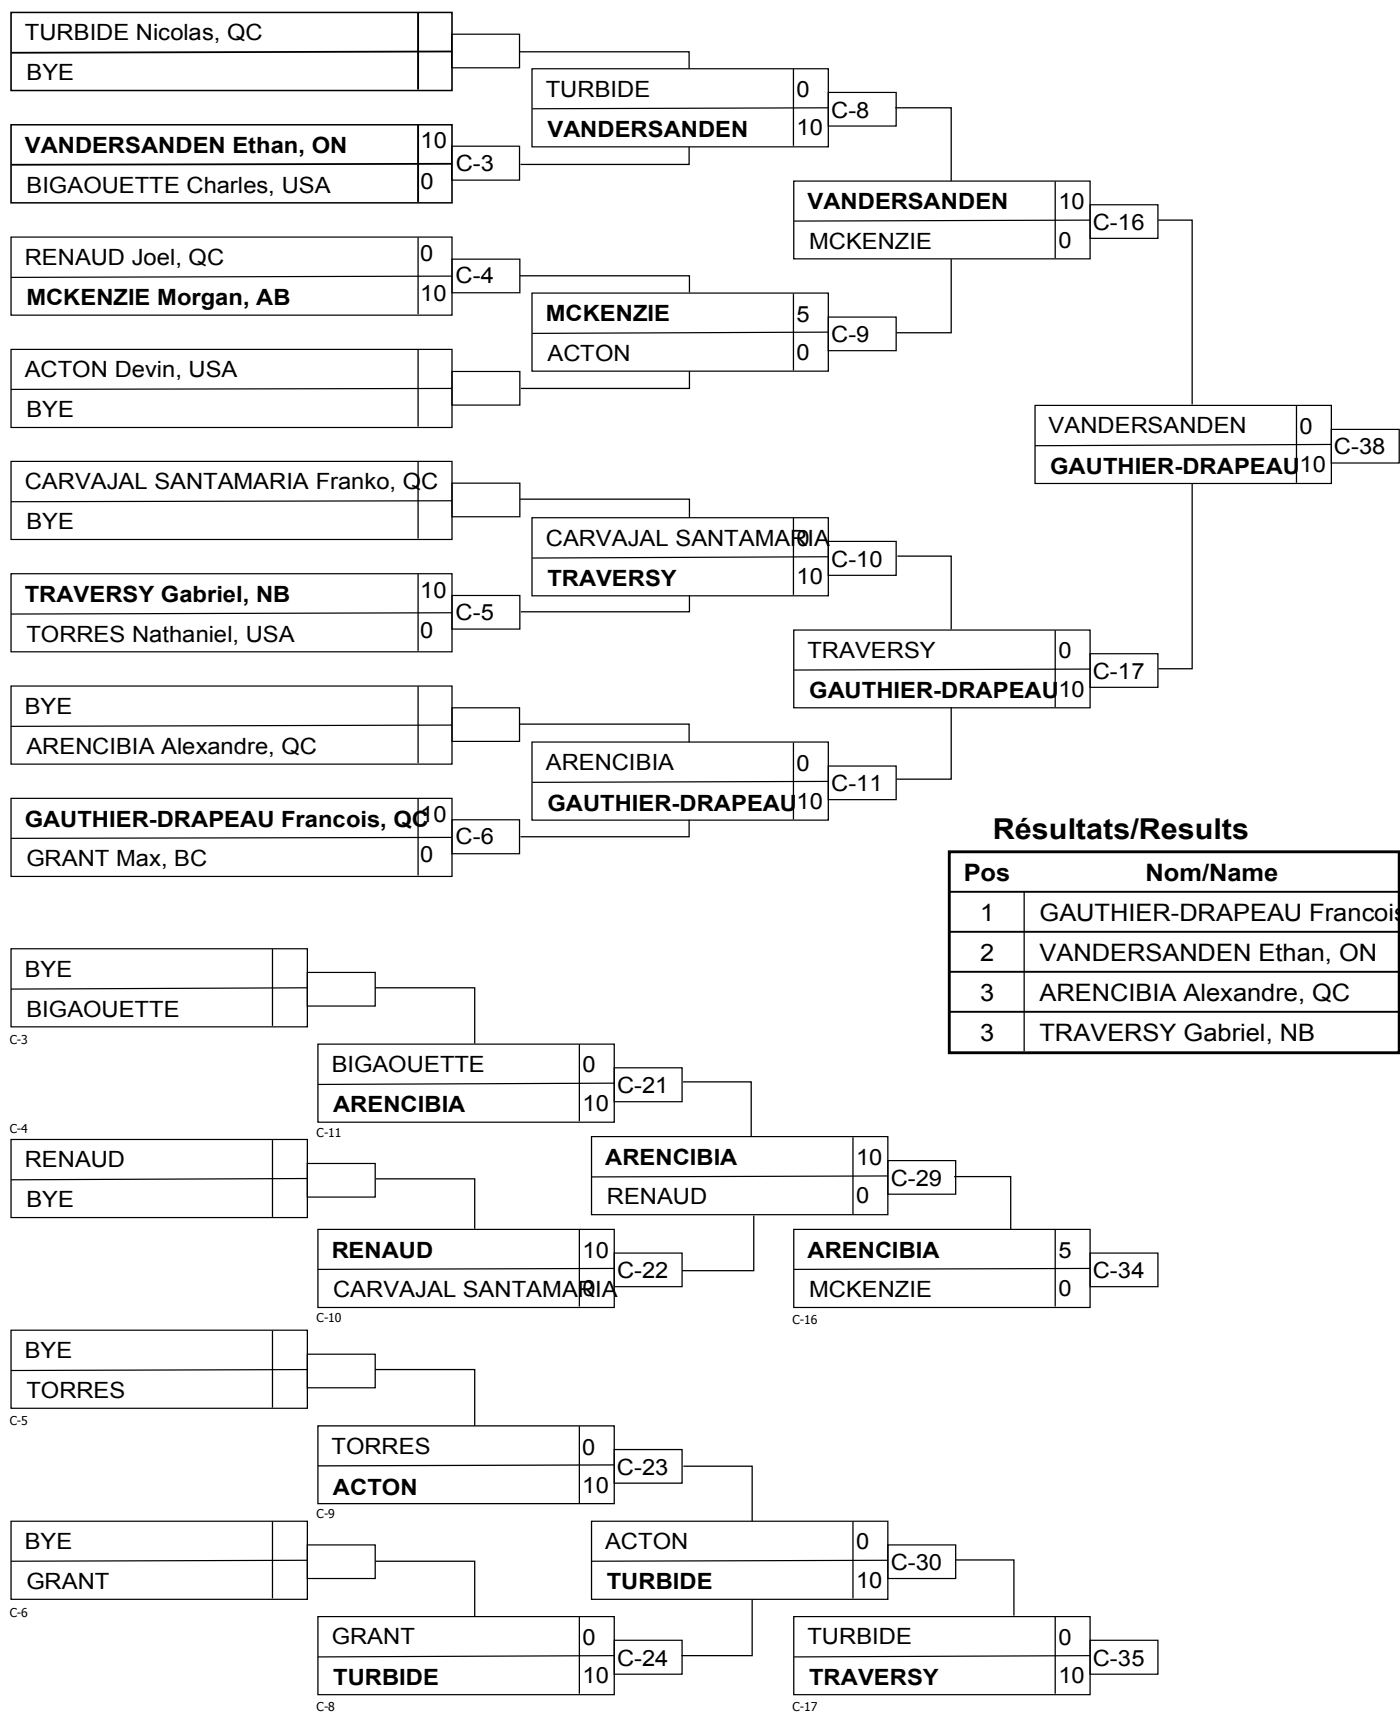 TURBIDE Nicolas, QC
BYE
VANDERSANDEN Ethan, ON 10
BIGAOUETTE Charles, USA 0
C-3
RENAUD Joel, QC 0
MCKENZIE Morgan, AB 10
C-4
ACTON Devin, USA
BYE
CARVAJAL SANTAMARIA Franko, QC
BYE
TRAVERSY Gabriel, NB 10
TORRES Nathaniel, USA 0
C-5
BYE
ARENCIBIA Alexandre, QC
GAUTHIER-DRAPEAU Francois, QC 10
GRANT Max, BC 0
C-6
TURBIDE 0
VANDERSANDEN 10
C-8
MCKENZIE 5
ACTON 0
C-9
CARVAJAL SANTAMARIA 0
TRAVERSY 10
C-10
ARENCIBIA 0
GAUTHIER-DRAPEAU 10
C-11
VANDERSANDEN 10
MCKENZIE 0
C-16
TRAVERSY 0
GAUTHIER-DRAPEAU 10
C-17
VANDERSANDEN 0
GAUTHIER-DRAPEAU 10
C-38
Résultats/Results
Pos Nom/Name
1 GAUTHIER-DRAPEAU Francois
2 VANDERSANDEN Ethan, ON
3 ARENCIBIA Alexandre, QC
3 TRAVERSY Gabriel, NB
BYE
BIGAOUETTE
C-3
C-4
RENAUD
BYE
BYE
TORRES
C-5
BYE
GRANT
C-6
BIGAOUETTE 0
ARENCIBIA 10
C-21
C-11
RENAUD 10
CARVAJAL SANTAMARIA 0
C-22
C-10
TORRES 0
ACTON 10
C-23
C-9
GRANT 0
TURBIDE 10
C-24
C-8
ARENCIBIA 10
RENAUD 0
C-29
ACTON 0
TURBIDE 10
C-30
ARENCIBIA 5
MCKENZIE 0
C-34
C-16
TURBIDE 0
TRAVERSY 10
C-35
C-17